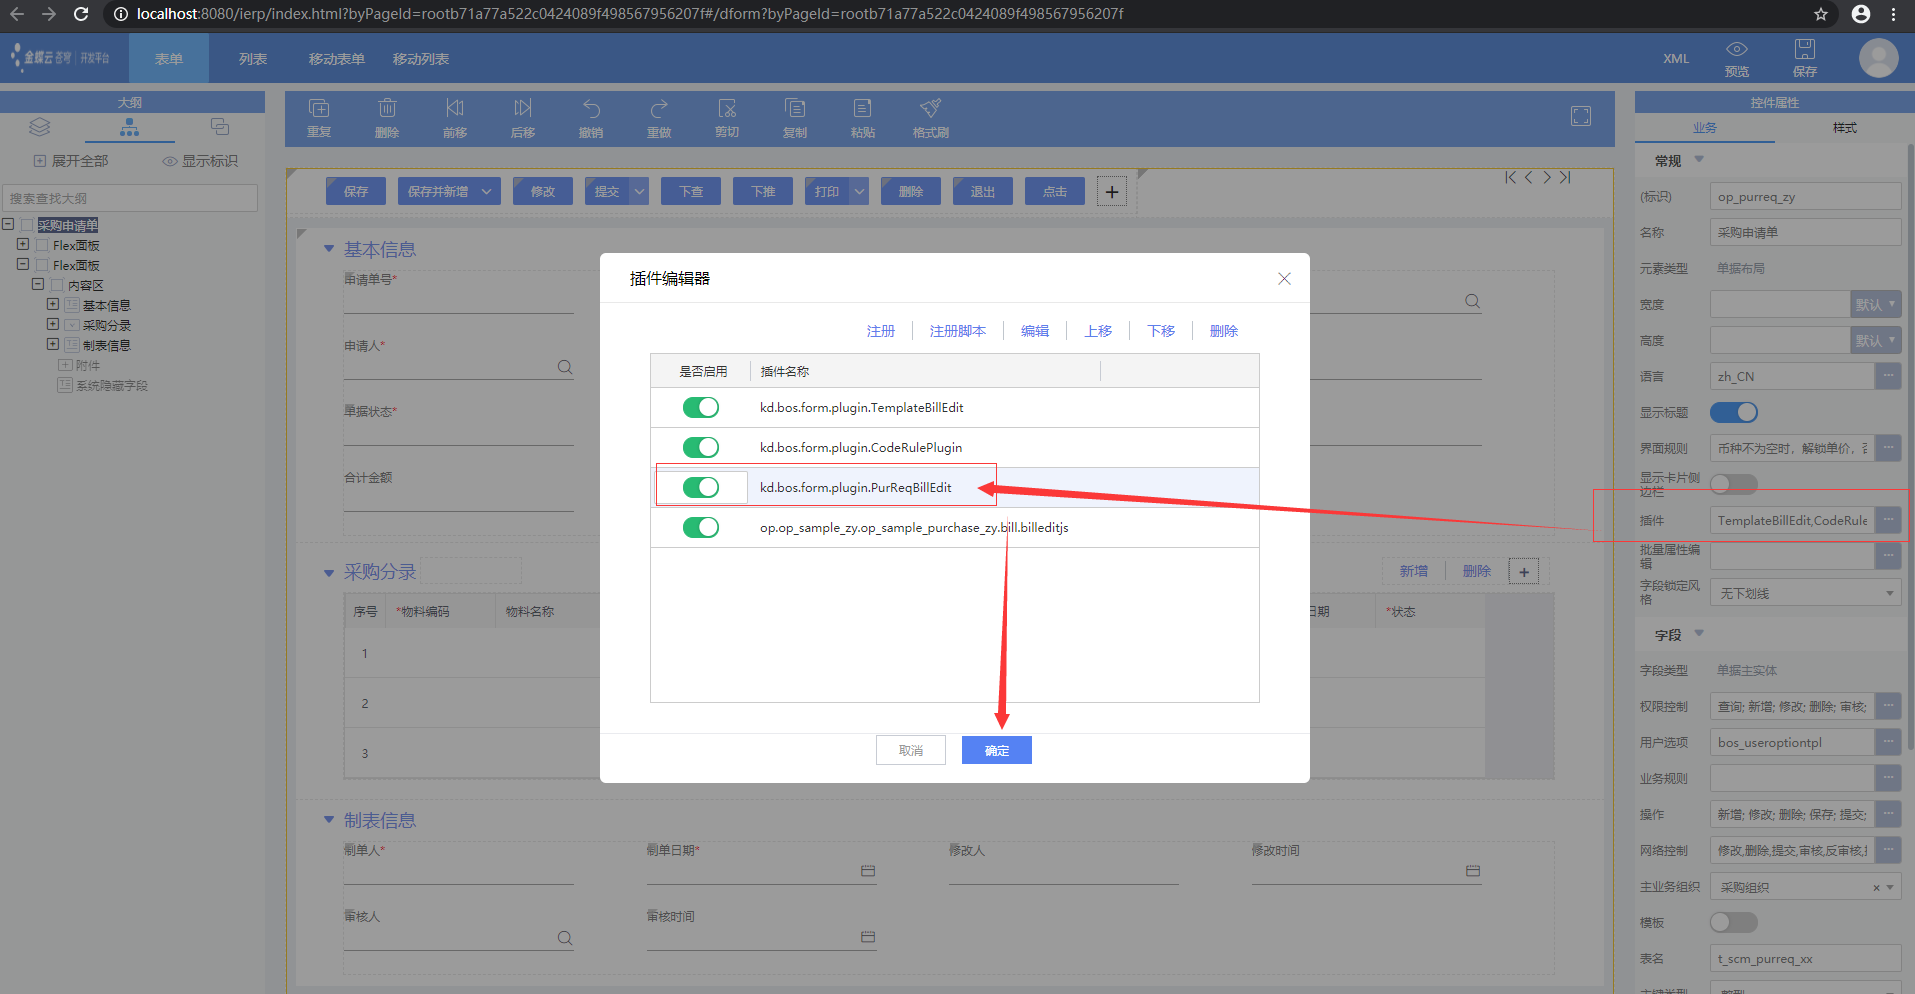 localhost:8080/ierp/index.html?byPageId=rootb71a77a522c0424089f498567956207f#/dform?byPageId=rootb71a77a522c0424089f498567956207f
金蝶云 苍穹 | 开发平台 表单 列表 移动表单 移动列表 XML 预览 保存
大纲
展开全部 显示标识
搜索查找大纲
采购申请单
Flex面板
Flex面板
内容区
基本信息
采购分录
制表信息
附件
系统隐藏字段
重复 删除 前移 后移 撤销 重做 剪切 复制 粘贴 格式刷
保存 保存并新增 修改 提交 下查 下推 打印 删除 退出 点击 +
基本信息
申请单号*
申请人*
单据状态*
合计金额
采购分录
新增 删除 +
序号 *物料编码 物料名称 日期 *状态
1
2
3
制表信息
制单人* 制单日期* 修改人 修改时间
审核人 审核时间
插件编辑器
注册 注册脚本 编辑 上移 下移 删除
是否启用 插件名称
kd.bos.form.plugin.TemplateBillEdit
kd.bos.form.plugin.CodeRulePlugin
kd.bos.form.plugin.PurReqBillEdit
op.op_sample_zy.op_sample_purchase_zy.bill.billeditjs
取消 确定
控件属性
业务 样式
常规
(标识) op_purreq_zy
名称 采购申请单
元素类型 单据布局
宽度 默认
高度 默认
语言 zh_CN ...
显示标题
界面规则 币种不为空时，解锁单价，否 ...
显示卡片侧边栏
插件 TemplateBillEdit,CodeRule ...
批量属性编辑 ...
字段锁定风格 无下划线
字段
字段类型 单据主实体
权限控制 查询; 新增; 修改; 删除; 审核; ...
用户选项 bos_useroptiontpl ...
业务规则 ...
操作 新增; 修改; 删除; 保存; 提交; ...
网络控制 修改,删除,提交,审核,反审核, ...
主业务组织 采购组织 ×
模板
表名 t_scm_purreq_xx